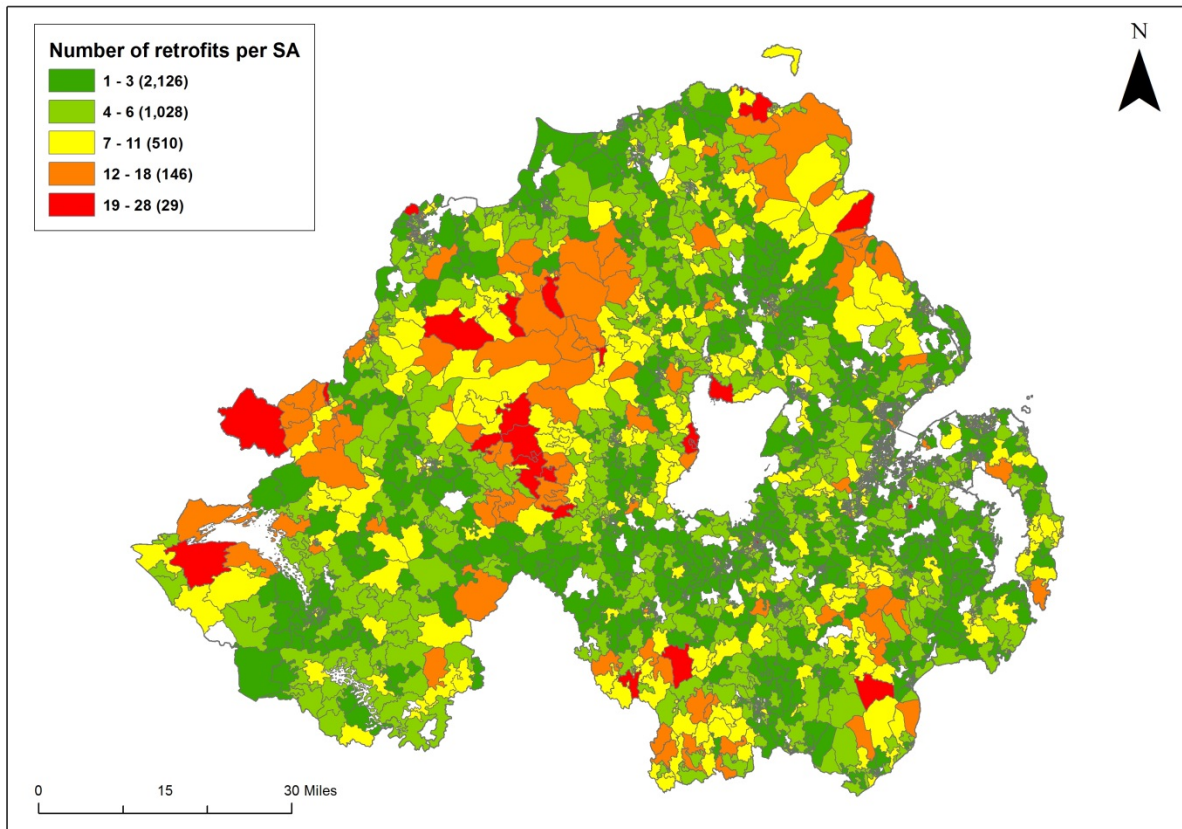 Number of retrofits per SA
1 - 3 (2,126)
4 - 6 (1,028)
7 - 11 (510)
12 - 18 (146)
19 - 28 (29)
N
0 15 30 Miles